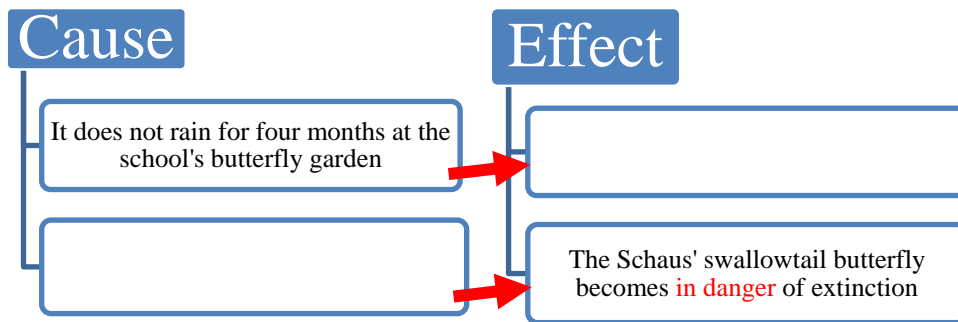 Cause
It does not rain for four months at the
school's butterfly garden
Effect
The Schaus' swallowtail butterfly
becomes in danger of extinction